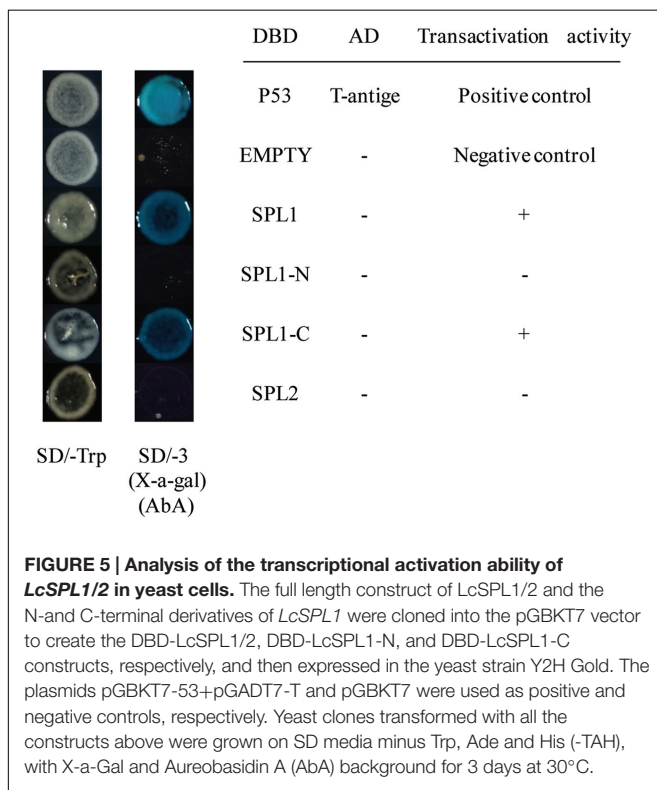 DBD AD Transactivation activity
P53 T-antige Positive control
EMPTY - Negative control
SPL1 - +
SPL1-N - -
SPL1-C - +
SPL2 - -
SD/-Trp SD/-3
(X-a-gal)
(AbA)
FIGURE 5 | Analysis of the transcriptional activation ability of
LcSPL1/2 in yeast cells. The full length construct of LcSPL1/2 and the
N-and C-terminal derivatives of LcSPL1 were cloned into the pGBKT7 vector
to create the DBD-LcSPL1/2, DBD-LcSPL1-N, and DBD-LcSPL1-C
constructs, respectively, and then expressed in the yeast strain Y2H Gold. The
plasmids pGBKT7-53+pGADT7-T and pGBKT7 were used as positive and
negative controls, respectively. Yeast clones transformed with all the
constructs above were grown on SD media minus Trp, Ade and His (-TAH),
with X-a-Gal and Aureobasidin A (AbA) background for 3 days at 30°C.